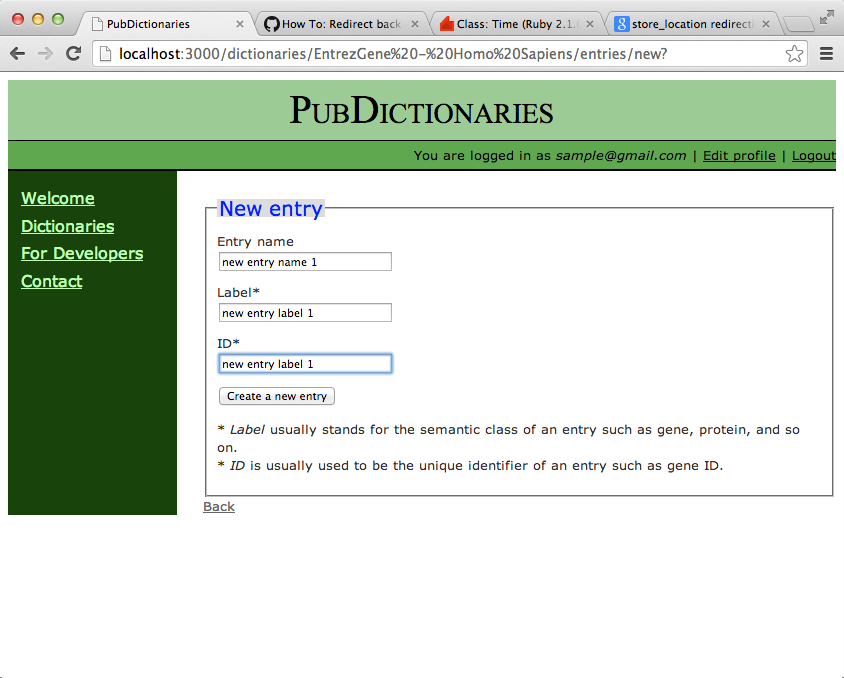 PubDictionaries
How To: Redirect back
Class: Time (Ruby 2.1.
store_location redirect
localhost:3000/dictionaries/EntrezGene%20-%20Homo%20Sapiens/entries/new?
PubDictionaries
You are logged in as sample@gmail.com | Edit profile | Logout
Welcome
Dictionaries
For Developers
Contact
New entry
Entry name
new entry name 1
Label*
new entry label 1
ID*
new entry label 1
Create a new entry
* Label usually stands for the semantic class of an entry such as gene, protein, and so
on.
* ID is usually used to be the unique identifier of an entry such as gene ID.
Back